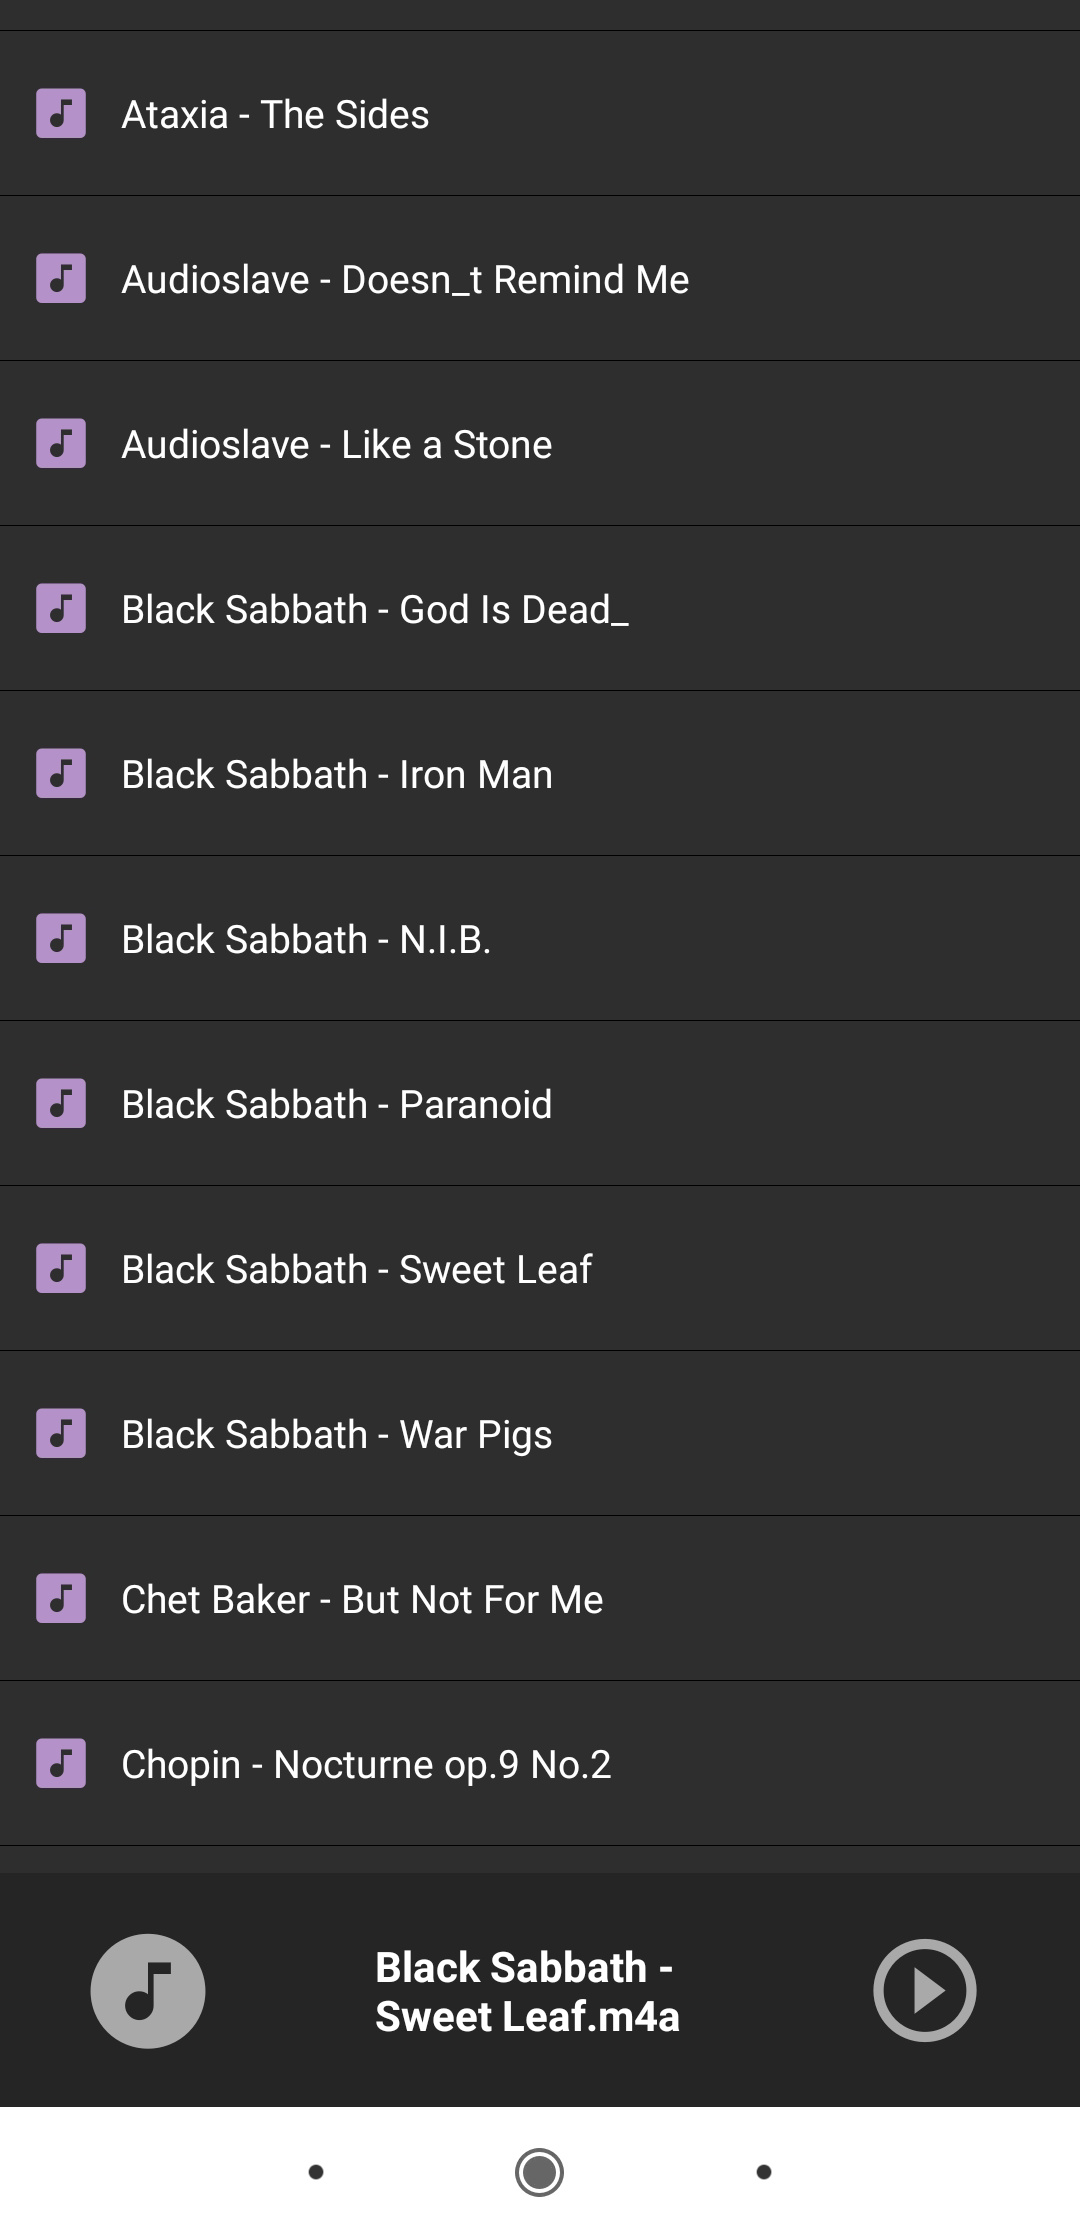 Ataxia - The Sides
Audioslave - Doesn_t Remind Me
Audioslave - Like a Stone
Black Sabbath - God Is Dead_
Black Sabbath - Iron Man
Black Sabbath - N.I.B.
Black Sabbath - Paranoid
Black Sabbath - Sweet Leaf
Black Sabbath - War Pigs
Chet Baker - But Not For Me
Chopin - Nocturne op.9 No.2
Black Sabbath -
Sweet Leaf.m4a